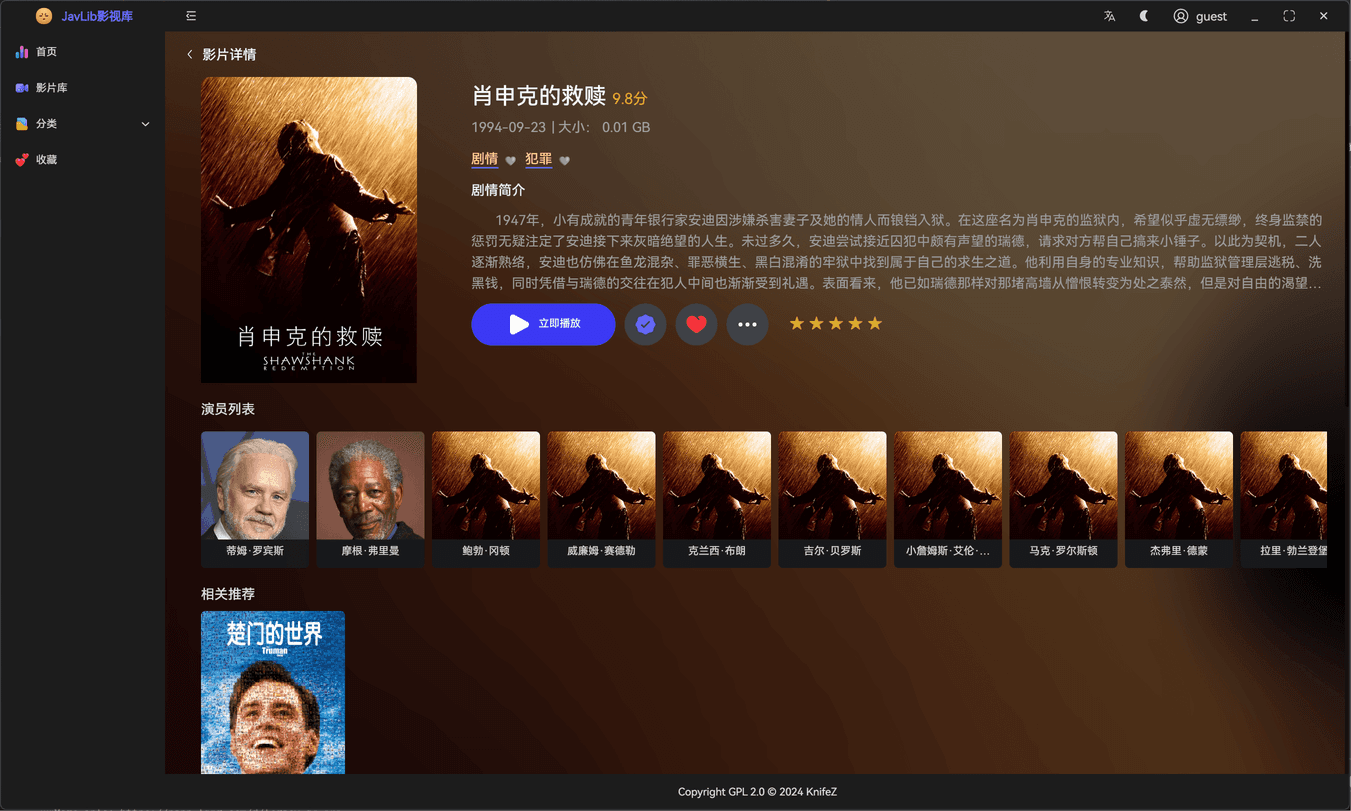 JavLib影视库
guest
首页
影片库
分类
收藏
影片详情
肖申克的救赎
THE
SHAWSHANK
REDEMPTION
肖申克的救赎 9.8分
1994-09-23 | 大小： 0.01 GB
剧情 犯罪
剧情简介
1947年，小有成就的青年银行家安迪因涉嫌杀害妻子及她的情人而锒铛入狱。在这座名为肖申克的监狱内，希望似乎虚无缥缈，终身监禁的
惩罚无疑注定了安迪接下来灰暗绝望的人生。未过多久，安迪尝试接近囚犯中颇有声望的瑞德，请求对方帮自己搞来小锤子。以此为契机，二人
逐渐熟络，安迪也仿佛在鱼龙混杂、罪恶横生、黑白混淆的牢狱中找到属于自己的求生之道。他利用自身的专业知识，帮助监狱管理层逃税、洗
黑钱，同时凭借与瑞德的交往在犯人中间也渐渐受到礼遇。表面看来，他已如瑞德那样对那堵高墙从憎恨转变为处之泰然，但是对自由的渴望...
立即播放
演员列表
蒂姆·罗宾斯
摩根·弗里曼
鲍勃·冈顿
威廉姆·赛德勒
克兰西·布朗
吉尔·贝罗斯
小詹姆斯·艾伦·...
马克·罗尔斯顿
杰弗里·德蒙
拉里·勃兰登堡
相关推荐
楚门的世界
Truman
Copyright GPL 2.0 © 2024 KnifeZ